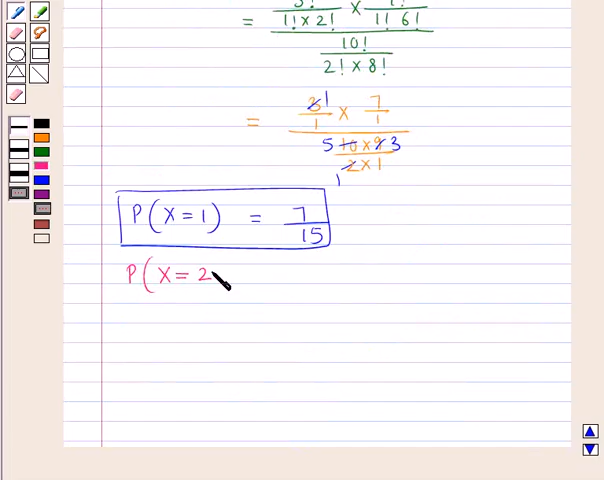 3! / 1! × 2! × 7! / 1! 6!
=
10! / 2! × 8!
3 1 / 1 × 7 / 1
=
5 10 × 9 3 / 2 × 1
1
P(X = 1) = 7 / 15
P(X = 2